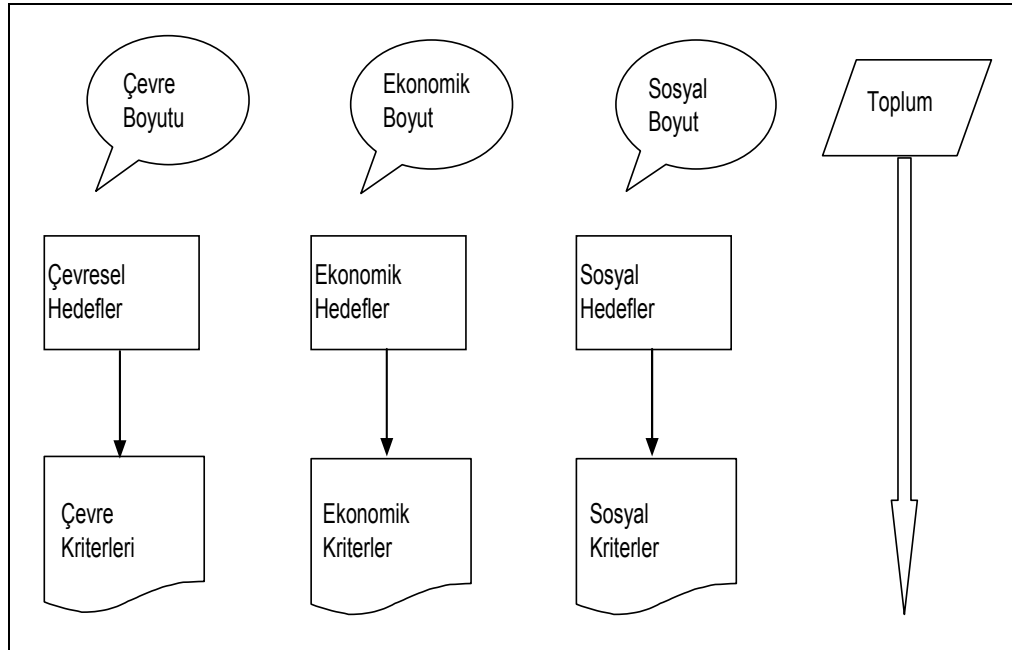 Çevre
Boyutu
Ekonomik
Boyut
Sosyal
Boyut
Toplum
Çevresel
Hedefler
Ekonomik
Hedefler
Sosyal
Hedefler
Çevre
Kriterleri
Ekonomik
Kriterler
Sosyal
Kriterler